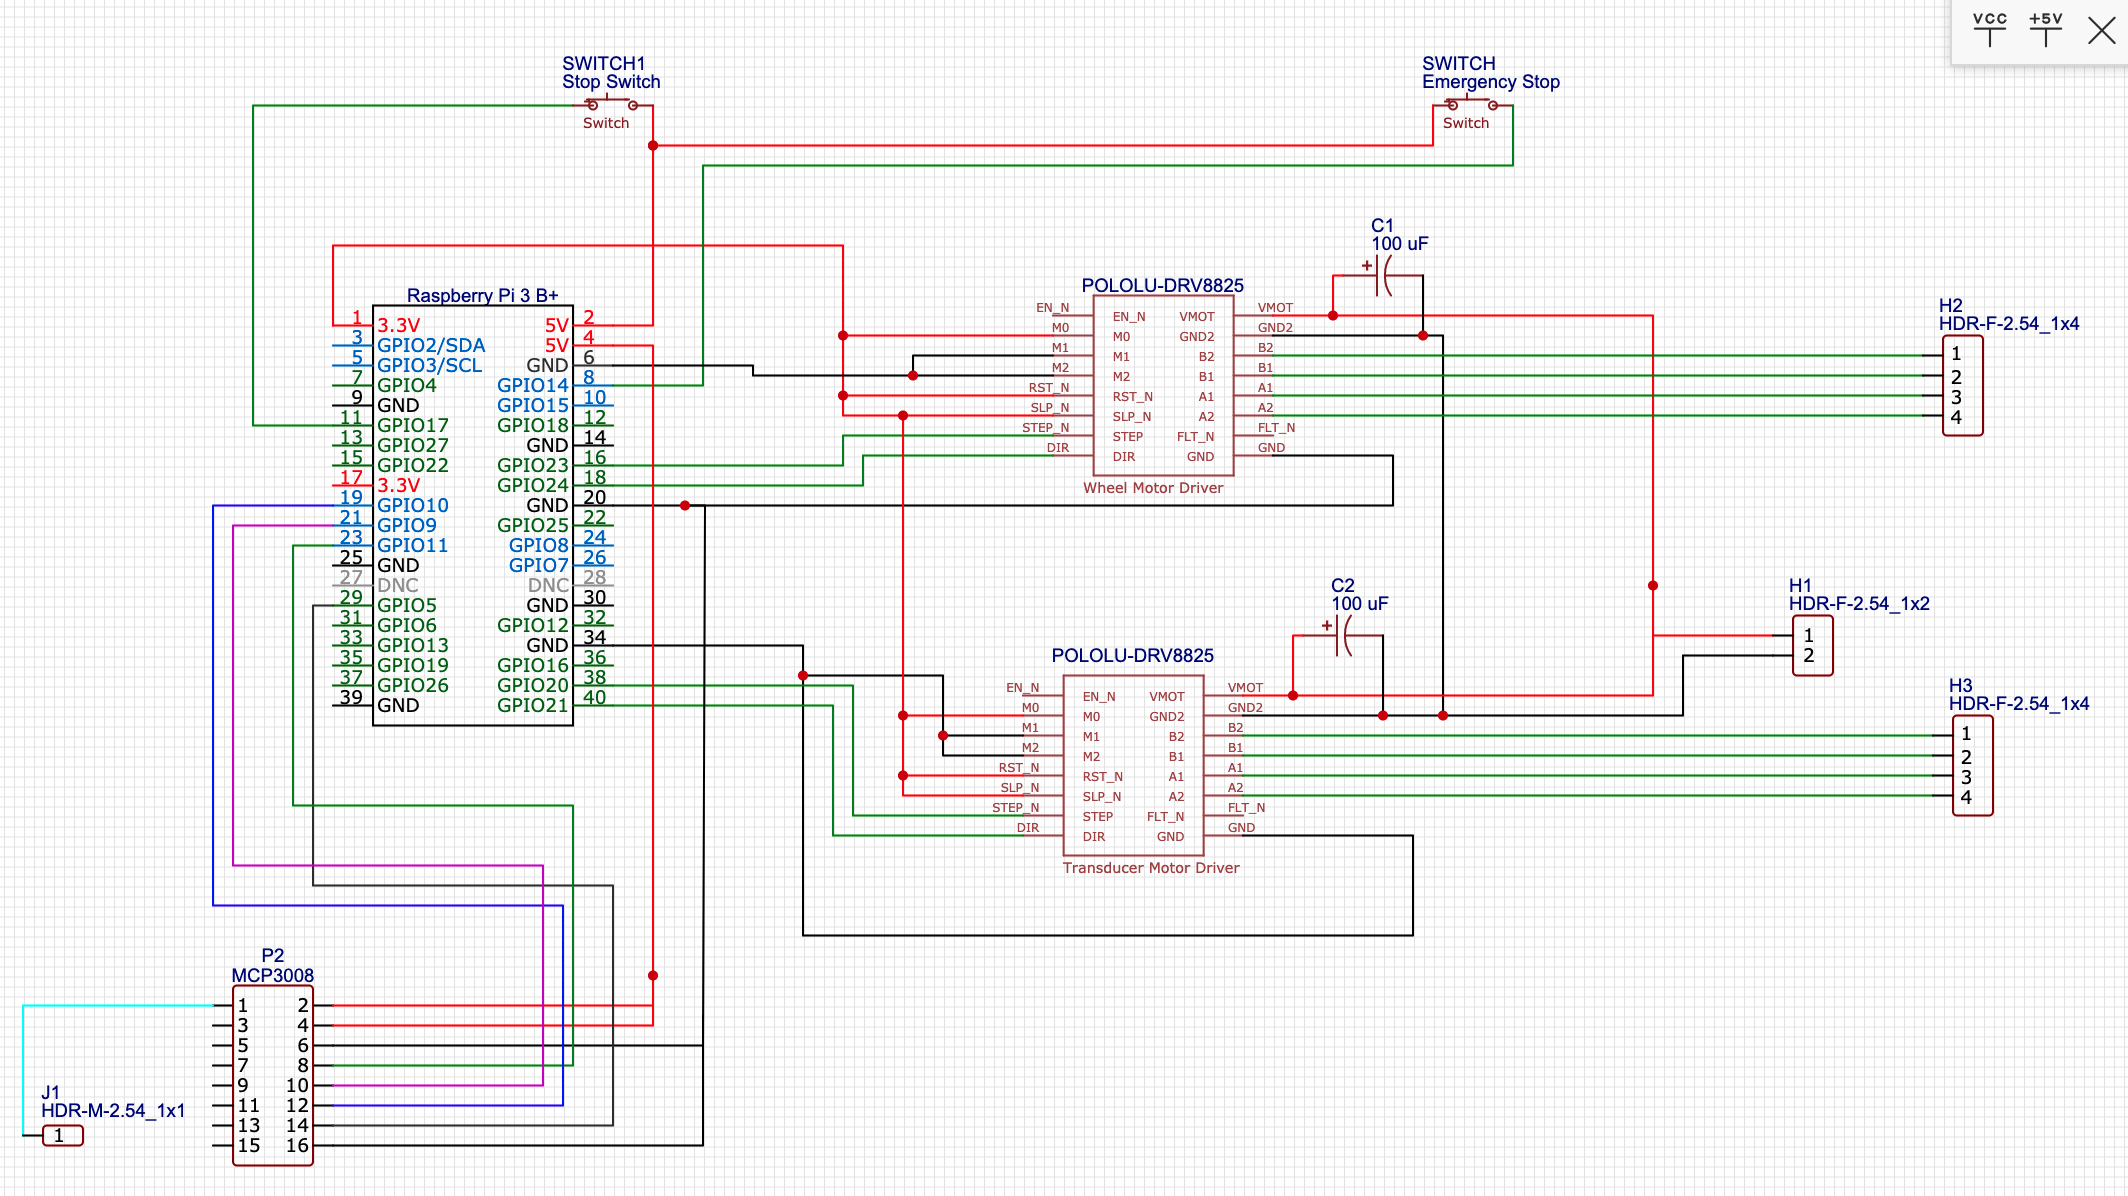 VCC +5V
SWITCH1
Stop Switch
Switch
SWITCH
Emergency Stop
Switch
C1
100 uF
Raspberry Pi 3 B+
1 3.3V 5V 2
3 GPIO2/SDA 5V 4
5 GPIO3/SCL GND 6
7 GPIO4 GPIO14 8
9 GND GPIO15 10
11 GPIO17 GPIO18 12
13 GPIO27 GND 14
15 GPIO22 GPIO23 16
17 3.3V GPIO24 18
19 GPIO10 GND 20
21 GPIO9 GPIO25 22
23 GPIO11 GPIO8 24
25 GND GPIO7 26
27 DNC DNC 28
29 GPIO5 GND 30
31 GPIO6 GPIO12 32
33 GPIO13 GND 34
35 GPIO19 GPIO16 36
37 GPIO26 GPIO20 38
39 GND GPIO21 40
POLOLU-DRV8825
EN_N EN_N VMOT VMOT
M0 M0 GND2 GND2
M1 M1 B2 B2
M2 M2 B1 B1
RST_N RST_N A1 A1
SLP_N SLP_N A2 A2
STEP_N STEP FLT_N FLT_N
DIR DIR GND GND
Wheel Motor Driver
H2
HDR-F-2.54_1x4
1
2
3
4
C2
100 uF
H1
HDR-F-2.54_1x2
1
2
POLOLU-DRV8825
EN_N EN_N VMOT VMOT
M0 M0 GND2 GND2
M1 M1 B2 B2
M2 M2 B1 B1
RST_N RST_N A1 A1
SLP_N SLP_N A2 A2
STEP_N STEP FLT_N FLT_N
DIR DIR GND GND
Transducer Motor Driver
H3
HDR-F-2.54_1x4
1
2
3
4
P2
MCP3008
1 2
3 4
5 6
7 8
9 10
11 12
13 14
15 16
J1
HDR-M-2.54_1x1
1